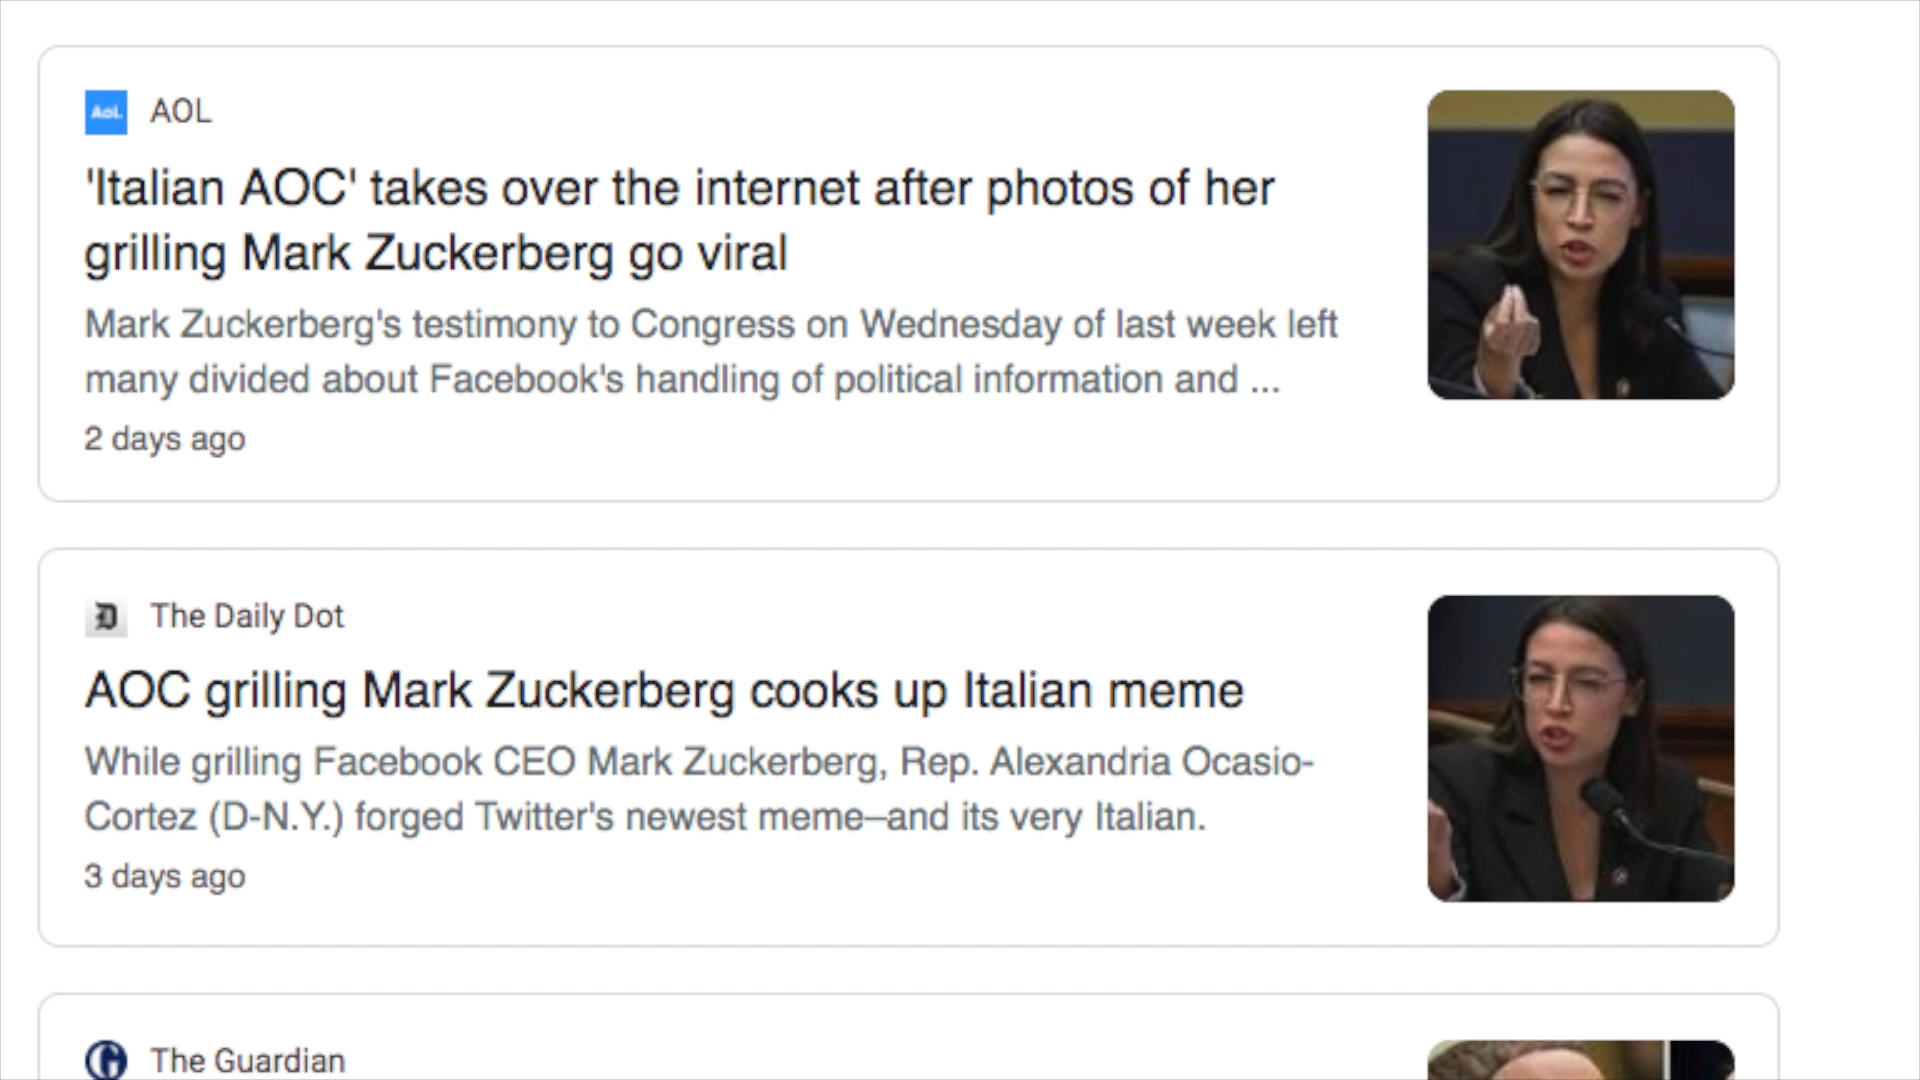 Aol. AOL
'Italian AOC' takes over the internet after photos of her
grilling Mark Zuckerberg go viral
Mark Zuckerberg's testimony to Congress on Wednesday of last week left
many divided about Facebook's handling of political information and ...
2 days ago
D The Daily Dot
AOC grilling Mark Zuckerberg cooks up Italian meme
While grilling Facebook CEO Mark Zuckerberg, Rep. Alexandria Ocasio-
Cortez (D-N.Y.) forged Twitter's newest meme—and its very Italian.
3 days ago
G The Guardian